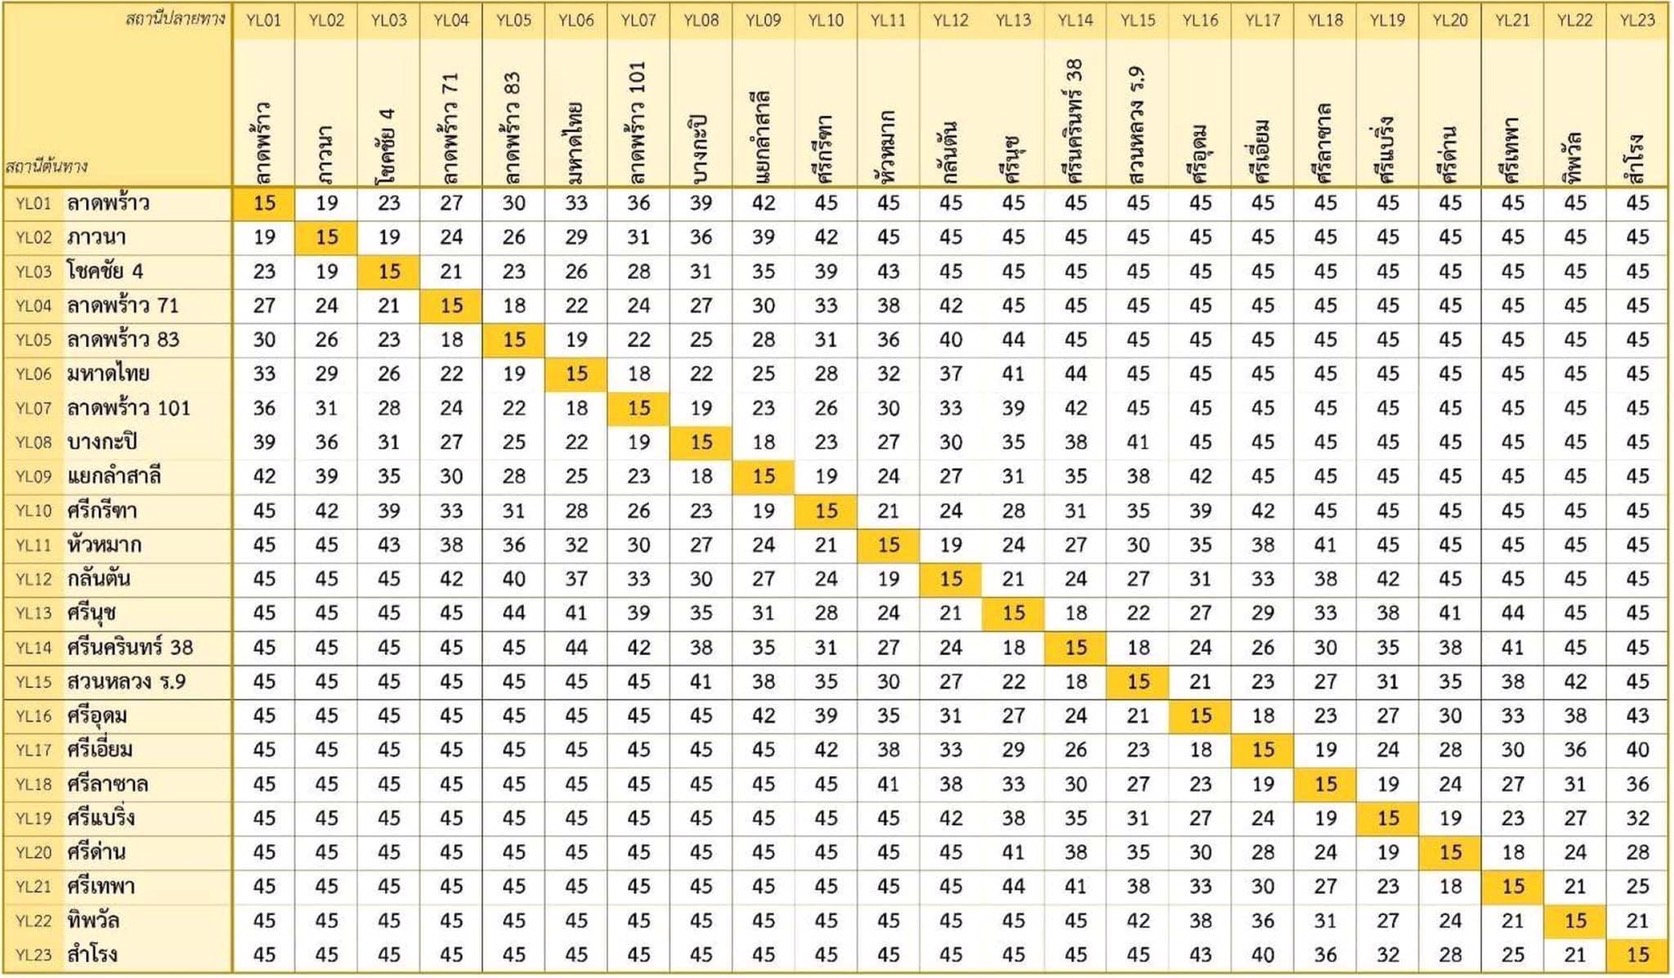 สถานีปลายทาง YL01 YL02 YL03 YL04 YL05 YL06 YL07 YL08 YL09 YL10 YL11 YL12 YL13 YL14 YL15 YL16 YL17 YL18 YL19 YL20 YL21 YL22 YL23
สถานีต้นทาง ลาดพร้าว ภาวนา โชคชัย 4 ลาดพร้าว 71 ลาดพร้าว 83 มหาดไทย ลาดพร้าว 101 บางกะปิ แยกลำสาลี ศรีกรีฑา หัวหมาก กลันตัน ศรีนุช ศรีนครินทร์ 38 สวนหลวง ร.9 ศรีอุดม ศรีเอี่ยม ศรีลาซาล ศรีแบริ่ง ศรีด่าน ศรีเทพา ทิพวัล สำโรง
YL01 ลาดพร้าว 15 19 23 27 30 33 36 39 42 45 45 45 45 45 45 45 45 45 45 45 45 45 45
YL02 ภาวนา 19 15 19 24 26 29 31 36 39 42 45 45 45 45 45 45 45 45 45 45 45 45 45
YL03 โชคชัย 4 23 19 15 21 23 26 28 31 35 39 43 45 45 45 45 45 45 45 45 45 45 45 45
YL04 ลาดพร้าว 71 27 24 21 15 18 22 24 27 30 33 38 42 45 45 45 45 45 45 45 45 45 45 45
YL05 ลาดพร้าว 83 30 26 23 18 15 19 22 25 28 31 36 40 44 45 45 45 45 45 45 45 45 45 45
YL06 มหาดไทย 33 29 26 22 19 15 18 22 25 28 32 37 41 44 45 45 45 45 45 45 45 45 45
YL07 ลาดพร้าว 101 36 31 28 24 22 18 15 19 23 26 30 33 39 42 45 45 45 45 45 45 45 45 45
YL08 บางกะปิ 39 36 31 27 25 22 19 15 18 23 27 30 35 38 41 45 45 45 45 45 45 45 45
YL09 แยกลำสาลี 42 39 35 30 28 25 23 18 15 19 24 27 31 35 38 42 45 45 45 45 45 45 45
YL10 ศรีกรีฑา 45 42 39 33 31 28 26 23 19 15 21 24 28 31 35 39 42 45 45 45 45 45 45
YL11 หัวหมาก 45 45 43 38 36 32 30 27 24 21 15 19 24 27 30 35 38 41 45 45 45 45 45
YL12 กลันตัน 45 45 45 42 40 37 33 30 27 24 19 15 21 24 27 31 33 38 42 45 45 45 45
YL13 ศรีนุช 45 45 45 45 44 41 39 35 31 28 24 21 15 18 22 27 29 33 38 41 44 45 45
YL14 ศรีนครินทร์ 38 45 45 45 45 45 44 42 38 35 31 27 24 18 15 18 24 26 30 35 38 41 45 45
YL15 สวนหลวง ร.9 45 45 45 45 45 45 45 41 38 35 30 27 22 18 15 21 23 27 31 35 38 42 45
YL16 ศรีอุดม 45 45 45 45 45 45 45 45 42 39 35 31 27 24 21 15 18 23 27 30 33 38 43
YL17 ศรีเอี่ยม 45 45 45 45 45 45 45 45 45 42 38 33 29 26 23 18 15 19 24 28 30 36 40
YL18 ศรีลาซาล 45 45 45 45 45 45 45 45 45 45 41 38 33 30 27 23 19 15 19 24 27 31 36
YL19 ศรีแบริ่ง 45 45 45 45 45 45 45 45 45 45 45 42 38 35 31 27 24 19 15 19 23 27 32
YL20 ศรีด่าน 45 45 45 45 45 45 45 45 45 45 45 45 41 38 35 30 28 24 19 15 18 24 28
YL21 ศรีเทพา 45 45 45 45 45 45 45 45 45 45 45 45 44 41 38 33 30 27 23 18 15 21 25
YL22 ทิพวัล 45 45 45 45 45 45 45 45 45 45 45 45 45 45 42 38 36 31 27 24 21 15 21
YL23 สำโรง 45 45 45 45 45 45 45 45 45 45 45 45 45 45 45 43 40 36 32 28 25 21 15